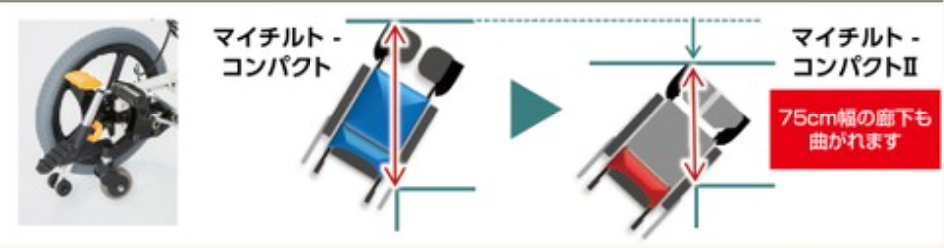 マイチルト -
コンパクト
マイチルト -
コンパクトⅡ
75cm幅の廊下も
曲がれます